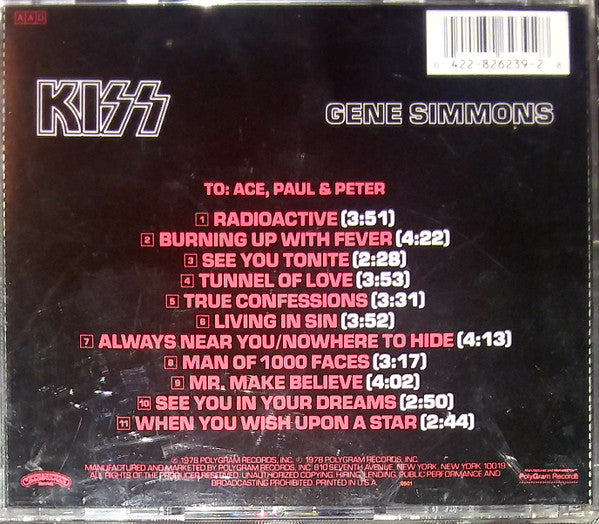 AAD
0 422-826239-2 8
KISS
GENE SIMMONS
TO: ACE, PAUL & PETER
1 RADIOACTIVE (3:51)
2 BURNING UP WITH FEVER (4:22)
3 SEE YOU TONITE (2:28)
4 TUNNEL OF LOVE (3:53)
5 TRUE CONFESSIONS (3:31)
6 LIVING IN SIN (3:52)
7 ALWAYS NEAR YOU/NOWHERE TO HIDE (4:13)
8 MAN OF 1000 FACES (3:17)
9 MR. MAKE BELIEVE (4:02)
10 SEE YOU IN YOUR DREAMS (2:50)
11 WHEN YOU WISH UPON A STAR (2:44)
℗ 1978 POLYGRAM RECORDS, INC. © 1978 POLYGRAM RECORDS, INC.
MANUFACTURED AND MARKETED BY POLYGRAM RECORDS, INC. 810 SEVENTH AVENUE, NEW YORK, NEW YORK 10019
ALL RIGHTS OF THE PRODUCER RESERVED. UNAUTHORIZED COPYING, HIRING, LENDING, PUBLIC PERFORMANCE AND
BROADCASTING PROHIBITED. PRINTED IN U.S.A.
PolyGram Records